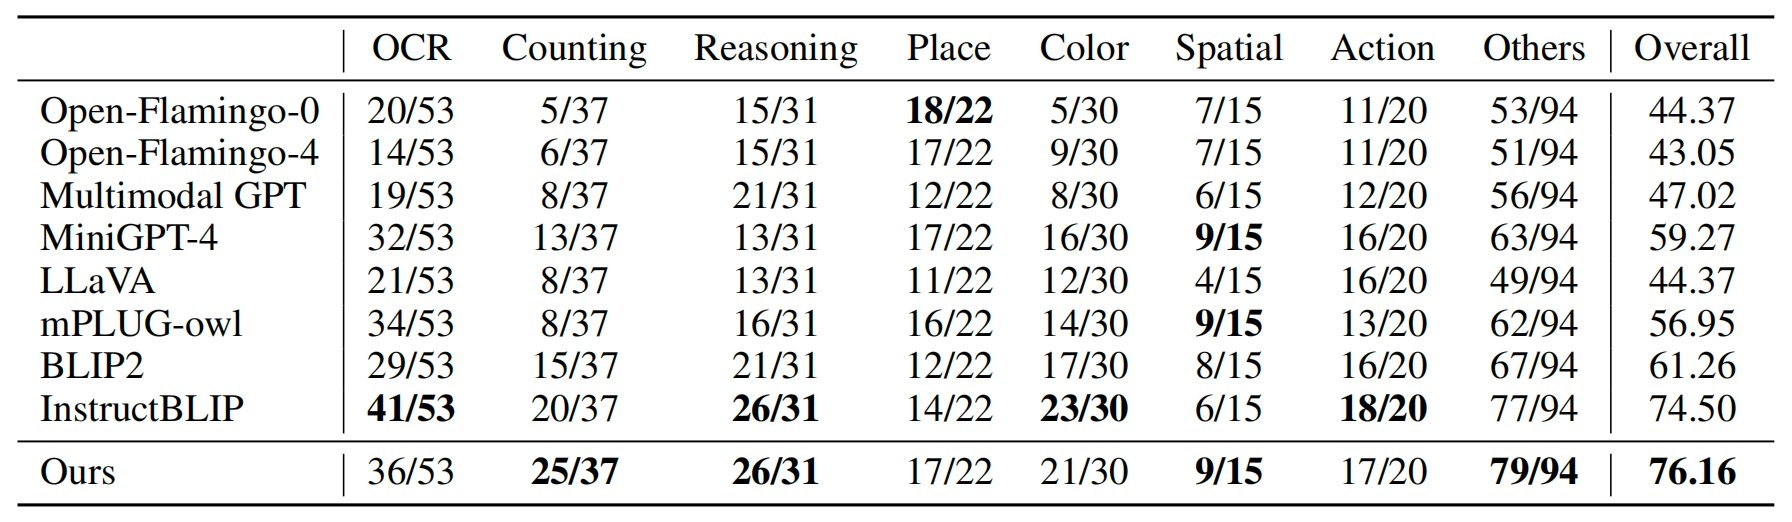 OCR Counting Reasoning Place Color Spatial Action Others Overall
Open-Flamingo-0 20/53 5/37 15/31 18/22 5/30 7/15 11/20 53/94 44.37
Open-Flamingo-4 14/53 6/37 15/31 17/22 9/30 7/15 11/20 51/94 43.05
Multimodal GPT 19/53 8/37 21/31 12/22 8/30 6/15 12/20 56/94 47.02
MiniGPT-4 32/53 13/37 13/31 17/22 16/30 9/15 16/20 63/94 59.27
LLaVA 21/53 8/37 13/31 11/22 12/30 4/15 16/20 49/94 44.37
mPLUG-owl 34/53 8/37 16/31 16/22 14/30 9/15 13/20 62/94 56.95
BLIP2 29/53 15/37 21/31 12/22 17/30 8/15 16/20 67/94 61.26
InstructBLIP 41/53 20/37 26/31 14/22 23/30 6/15 18/20 77/94 74.50
Ours 36/53 25/37 26/31 17/22 21/30 9/15 17/20 79/94 76.16